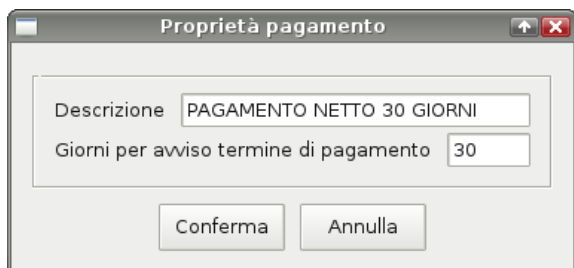 Proprietà pagamento
Descrizione PAGAMENTO NETTO 30 GIORNI
Giorni per avviso termine di pagamento 30
Conferma Annulla